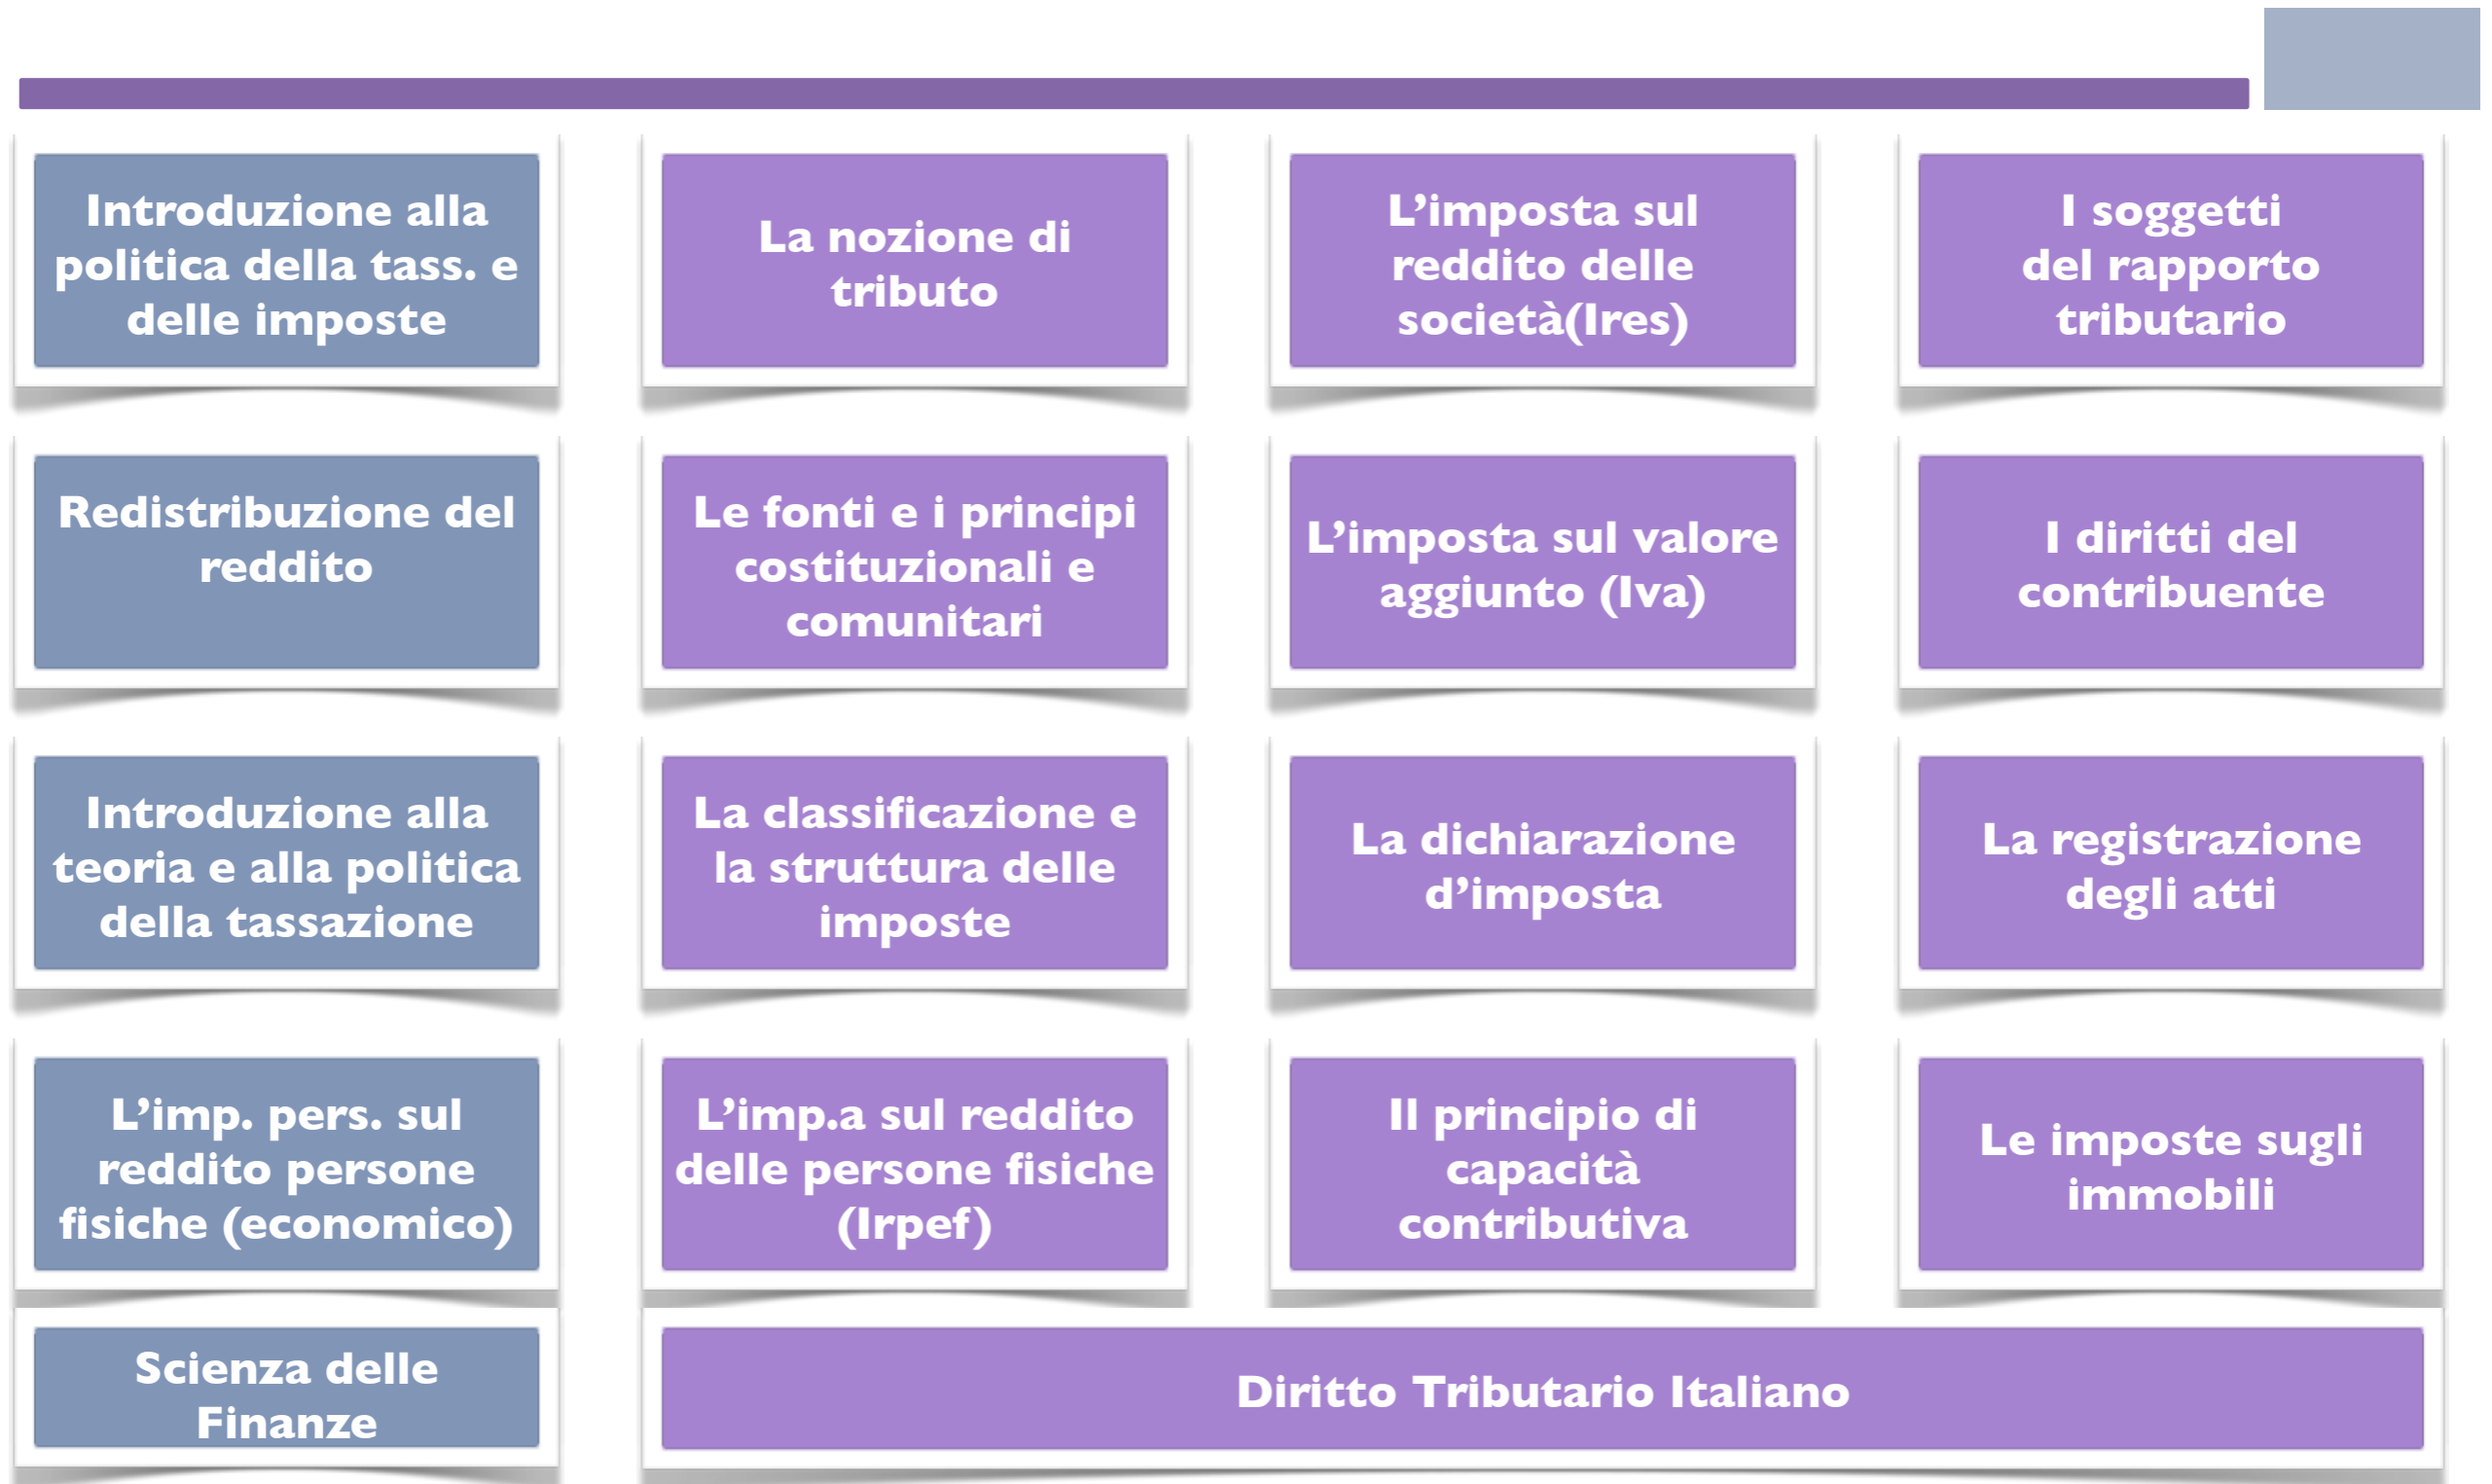 Introduzione alla
politica della tass. e
delle imposte
La nozione di
tributo
L’imposta sul
reddito delle
società(Ires)
I soggetti
del rapporto
tributario
Redistribuzione del
reddito
Le fonti e i principi
costituzionali e
comunitari
L’imposta sul valore
aggiunto (Iva)
I diritti del
contribuente
Introduzione alla
teoria e alla politica
della tassazione
La classificazione e
la struttura delle
imposte
La dichiarazione
d’imposta
La registrazione
degli atti
L’imp. pers. sul
reddito persone
fisiche (economico)
L’imp.a sul reddito
delle persone fisiche
(Irpef)
Il principio di
capacità
contributiva
Le imposte sugli
immobili
Scienza delle
Finanze
Diritto Tributario Italiano